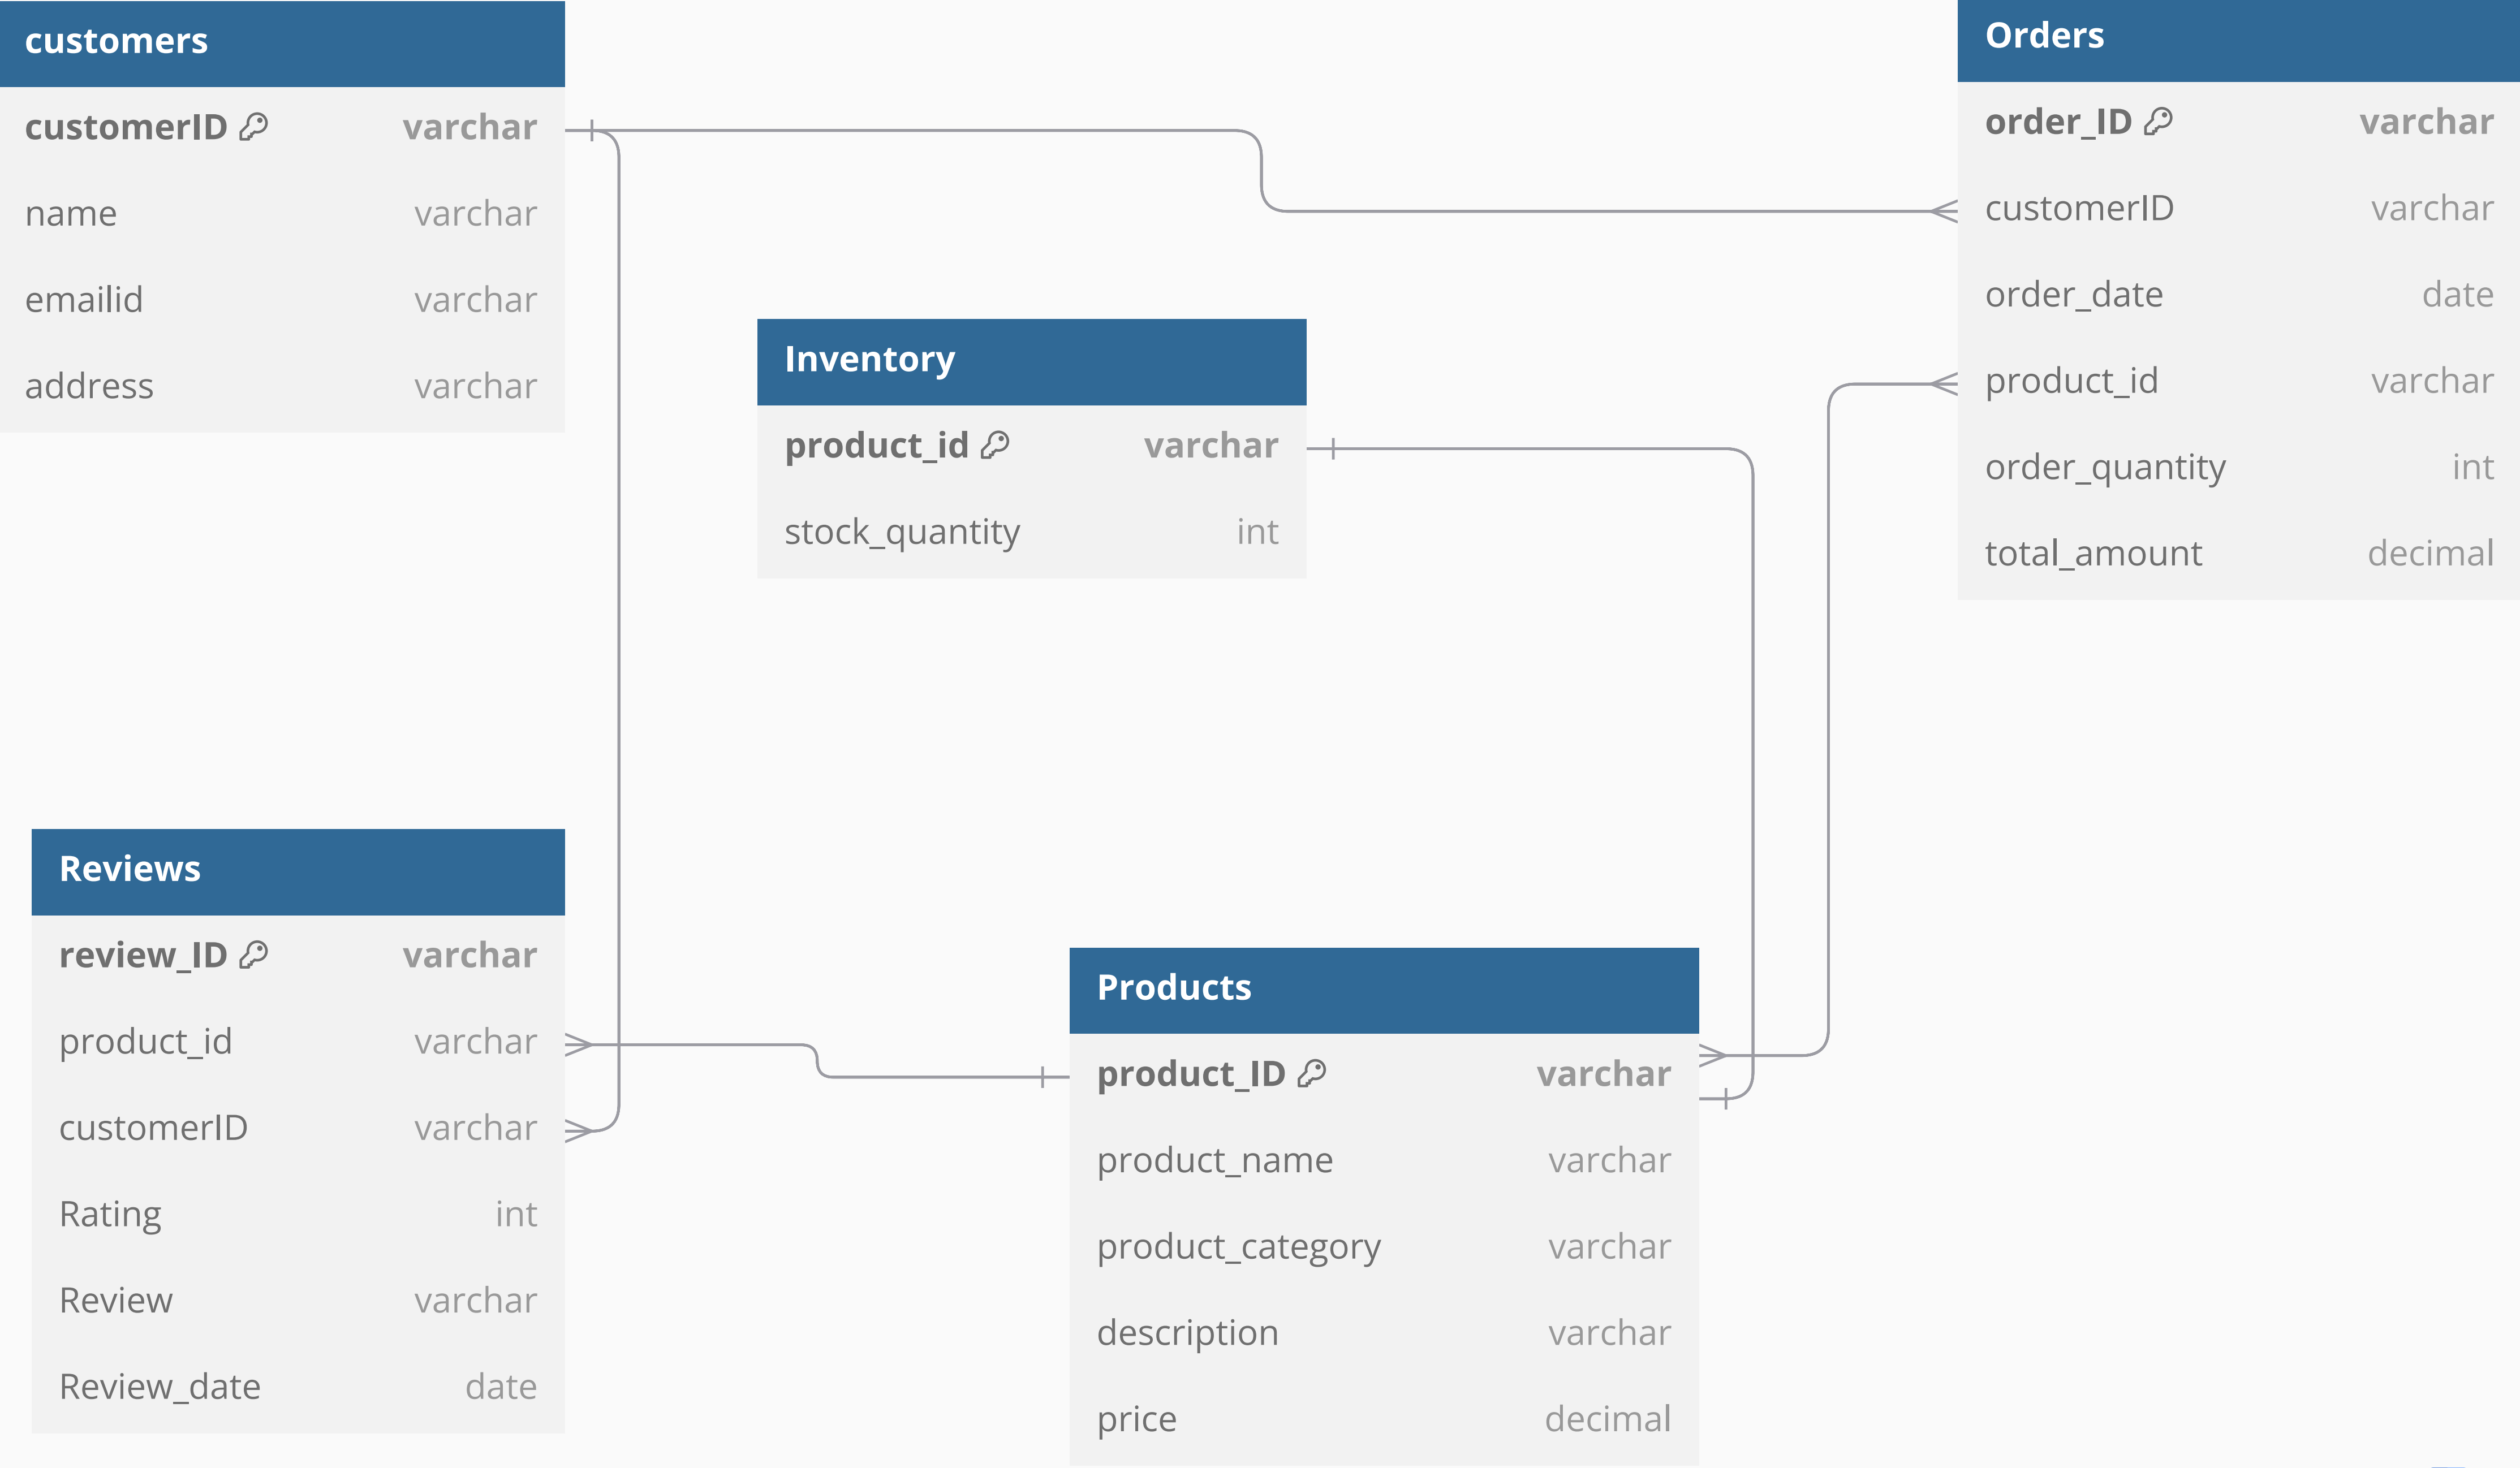 customers
customerID varchar
name varchar
emailid varchar
address varchar
Orders
order_ID varchar
customerID varchar
order_date date
product_id varchar
order_quantity int
total_amount decimal
Inventory
product_id varchar
stock_quantity int
Reviews
review_ID varchar
product_id varchar
customerID varchar
Rating int
Review varchar
Review_date date
Products
product_ID varchar
product_name varchar
product_category varchar
description varchar
price decimal